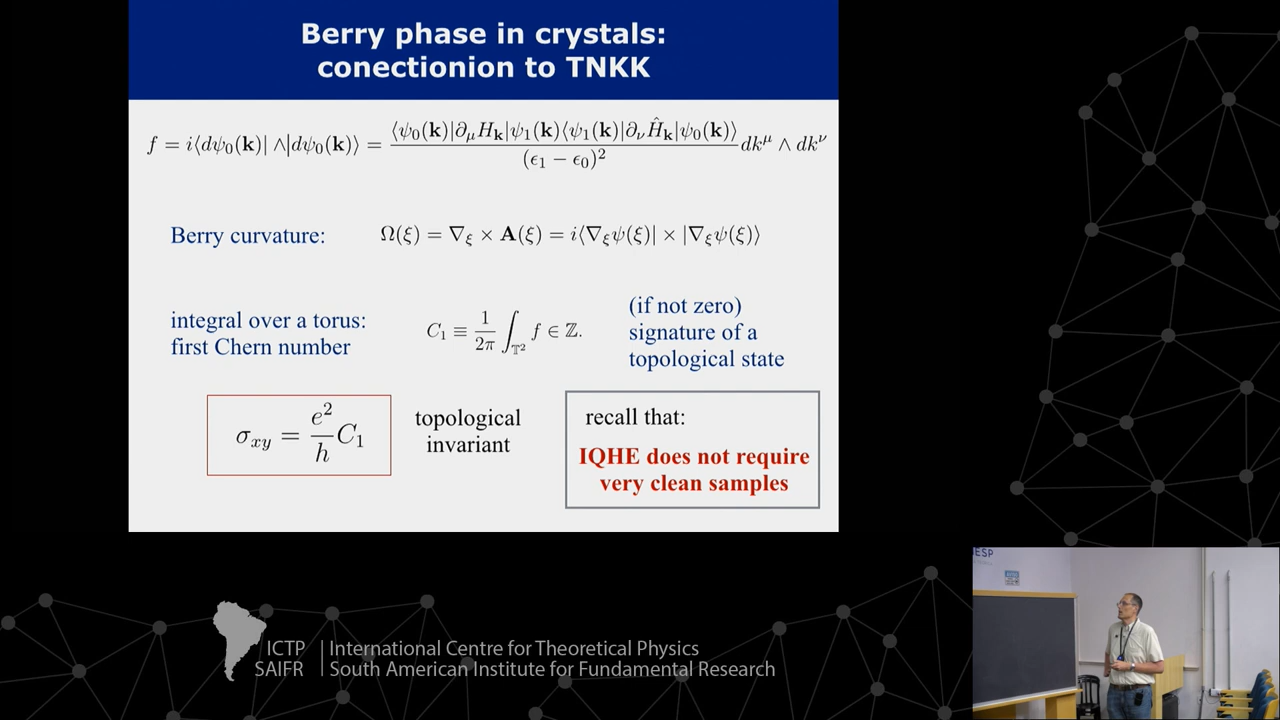 Berry phase in crystals:
conectionion to TNKK
f = i⟨dψ₀(𝐤)| ∧|dψ₀(𝐤)⟩ = ⟨ψ₀(𝐤)|∂_μ H_𝐤|ψ₁(𝐤)⟨ψ₁(𝐤)|∂_ν Ĥ_𝐤|ψ₀(𝐤)⟩ / (ϵ₁ − ϵ₀)² dk^μ ∧ dk^ν
Berry curvature: Ω(ξ) = ∇_ξ × 𝐀(ξ) = i⟨∇_ξ ψ(ξ)| × |∇_ξ ψ(ξ)⟩
integral over a torus:
first Chern number
C₁ ≡ 1/2π ∫_𝕋² f ∈ ℤ.
(if not zero)
signature of a
topological state
σ_xy = e²/h C₁
topological
invariant
recall that:
IQHE does not require
very clean samples
ICTP
SAIFR
International Centre for Theoretical Physics
South American Institute for Fundamental Research